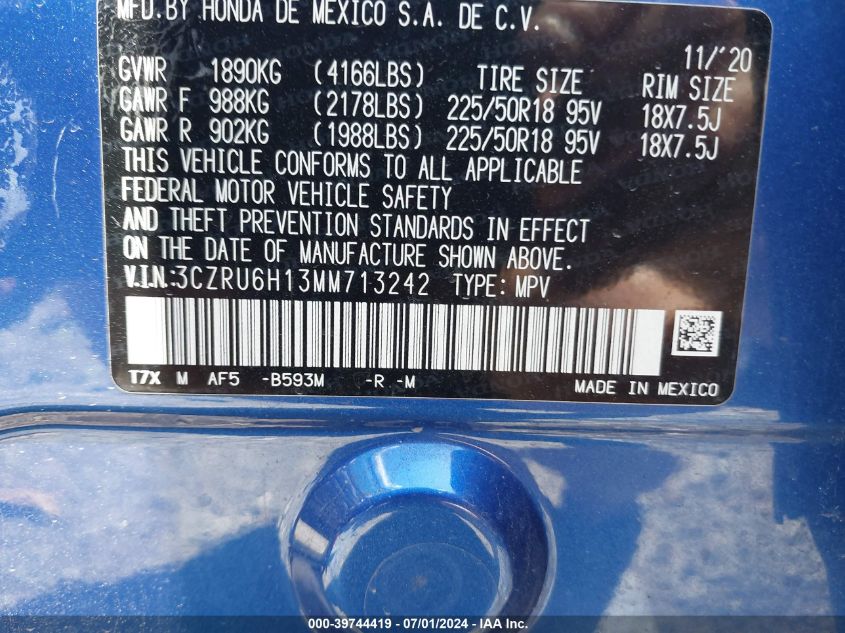 MFD.BY HONDA DE MEXICO S.A. DE C.V.
11/'20
GVWR 1890KG (4166LBS) TIRE SIZE RIM SIZE
GAWR F 988KG (2178LBS) 225/50R18 95V 18X7.5J
GAWR R 902KG (1988LBS) 225/50R18 95V 18X7.5J
THIS VEHICLE CONFORMS TO ALL APPLICABLE
FEDERAL MOTOR VEHICLE SAFETY
AND THEFT PREVENTION STANDARDS IN EFFECT
ON THE DATE OF MANUFACTURE SHOWN ABOVE.
V.I.N:3CZRU6H13MM713242 TYPE: MPV
T7X M AF5 -B593M -R -M
MADE IN MEXICO
000-39744419 - 07/01/2024 - IAA Inc.